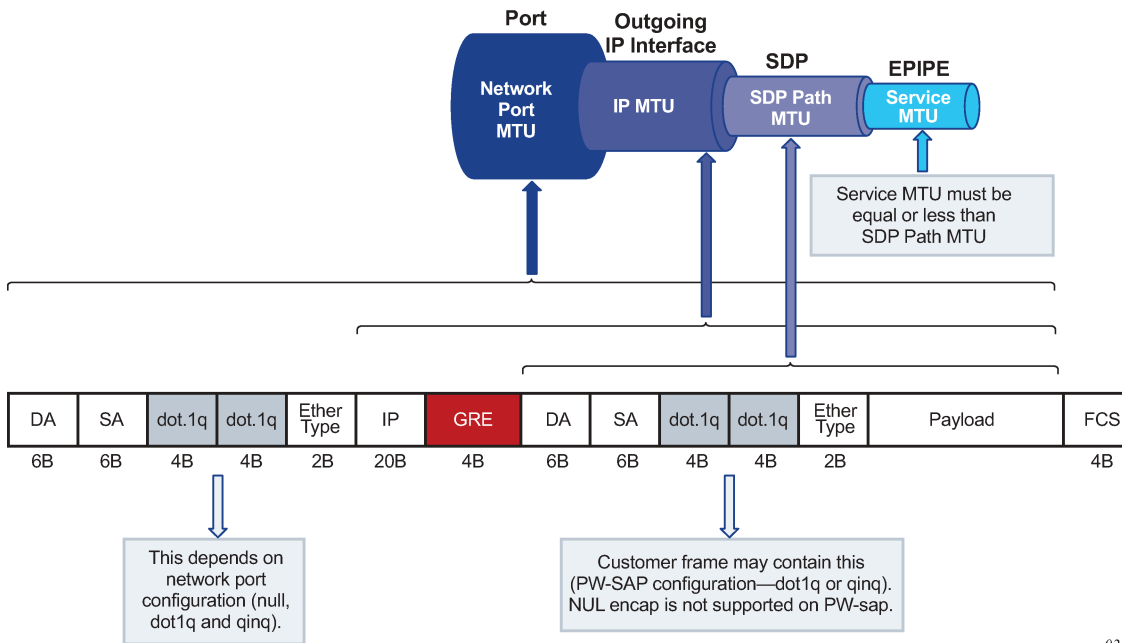 Port
Outgoing
IP Interface
SDP
EPIPE
Network
Port
MTU
IP MTU
SDP Path
MTU
Service
MTU
Service MTU must be
equal or less than
SDP Path MTU
DA
SA
dot.1q
dot.1q
Ether
Type
IP
GRE
DA
SA
dot.1q
dot.1q
Ether
Type
Payload
FCS
6B
6B
4B
4B
2B
20B
4B
6B
6B
4B
4B
2B
4B
This depends on
network port
configuration (null,
dot1q and qinq).
Customer frame may contain this
(PW-SAP configuration—dot1q or qinq).
NUL encap is not supported on PW-sap.